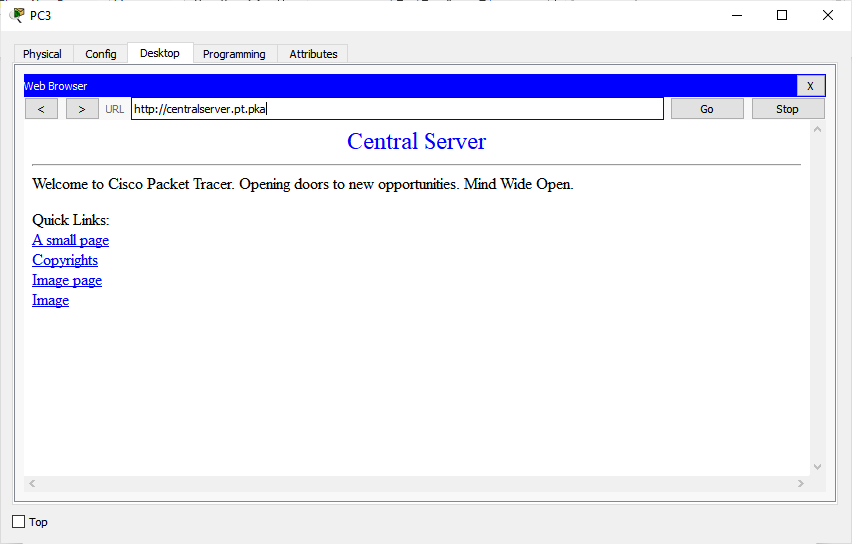 PC3
Physical Config Desktop Programming Attributes
Web Browser X
< > URL http://centralserver.pt.pka Go Stop
Central Server
Welcome to Cisco Packet Tracer. Opening doors to new opportunities. Mind Wide Open.
Quick Links:
A small page
Copyrights
Image page
Image
Top